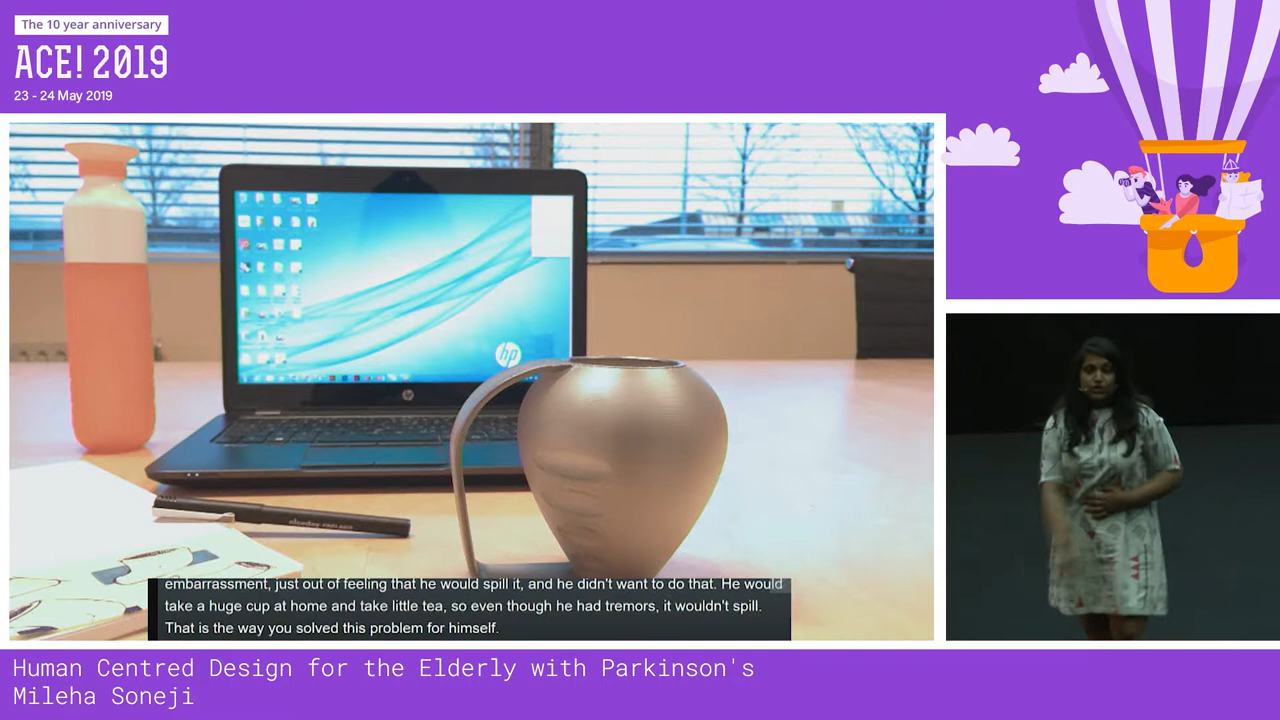 The 10 year anniversary
ACE! 2019
23 - 24 May 2019
hp
embarrassment, just out of feeling that he would spill it, and he didn't want to do that. He would
take a huge cup at home and take little tea, so even though he had tremors, it wouldn't spill.
That is the way you solved this problem for himself.
Human Centred Design for the Elderly with Parkinson's
Mileha Soneji